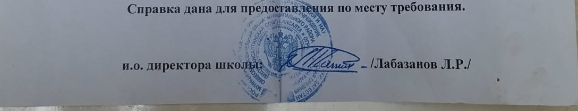 Справка дана для предоставления по месту требования.
и.о. директора школы: /Лабазанов Л.Р./